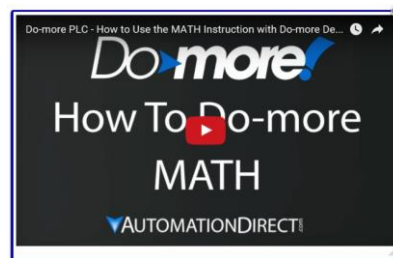 Do-more PLC - How to Use the MATH Instruction with Do-more De...
Do-more!
How To Do-more
MATH
AUTOMATIONDIRECT